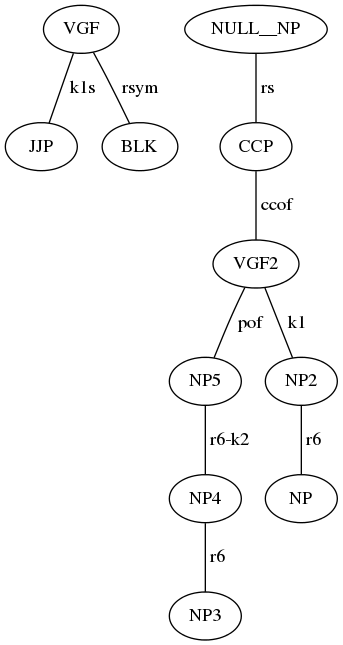 VGF NULL__NP
k1s rsym rs
JJP BLK CCP
ccof
VGF2
pof k1
NP5 NP2
r6-k2 r6
NP4 NP
r6
NP3